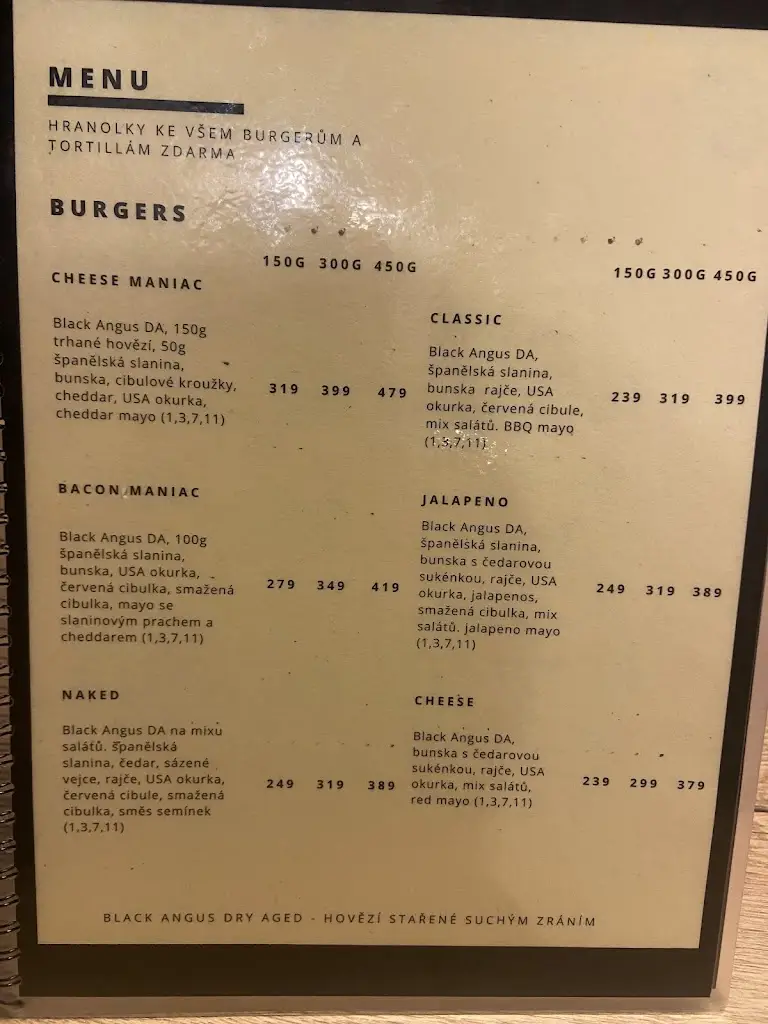 MENU
HRANOLKY KE VŠEM BURGERŮM A
TORTILLÁM ZDARMA
BURGERS
150G 300G 450G
CHEESE MANIAC
Black Angus DA, 150g
trhané hovězí, 50g
španělská slanina,
bunska, cibulové kroužky,
cheddar, USA okurka,
cheddar mayo (1,3,7,11)
319 399 479
BACON MANIAC
Black Angus DA, 100g
španělská slanina,
bunska, USA okurka,
červená cibulka, smažená
cibulka, mayo se
slaninovým prachem a
cheddarem (1,3,7,11)
279 349 419
NAKED
Black Angus DA na mixu
salátů. španělská
slanina, čedar, sázené
vejce, rajče, USA okurka,
červená cibule, smažená
cibulka, směs semínek
(1,3,7,11)
249 319 389
150G 300G 450G
CLASSIC
Black Angus DA,
španělská slanina,
bunska rajče, USA
okurka, červená cibule,
mix salátů. BBQ mayo
(1,3,7,11)
239 319 399
JALAPENO
Black Angus DA,
španělská slanina,
bunska s čedarovou
sukénkou, rajče, USA
okurka, jalapenos,
smažená cibulka, mix
salátů. jalapeno mayo
(1,3,7,11)
249 319 389
CHEESE
Black Angus DA,
bunska s čedarovou
sukénkou, rajče, USA
okurka, mix salátů,
red mayo (1,3,7,11)
239 299 379
BLACK ANGUS DRY AGED - HOVĚZÍ STAŘENÉ SUCHÝM ZRÁNÍM